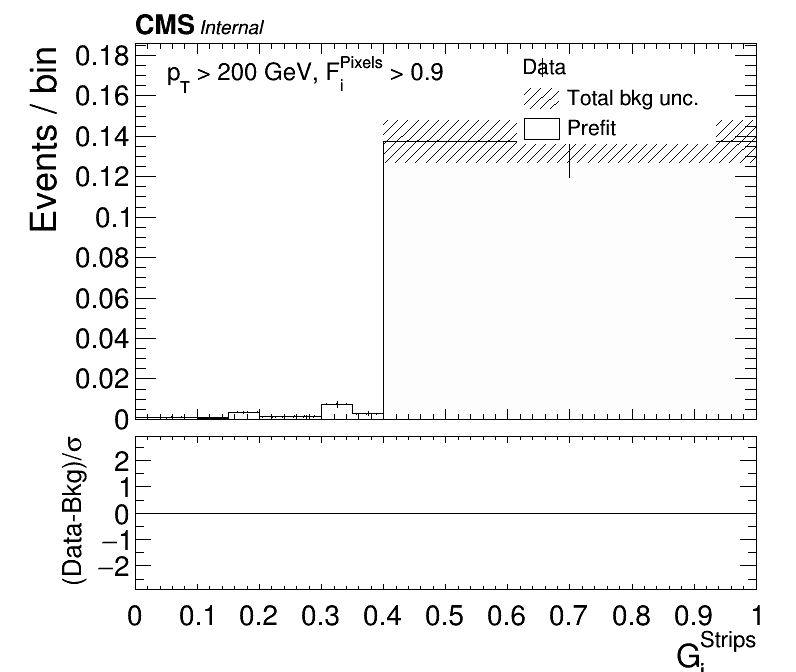 CMS Internal
p_T > 200 GeV, F_i^Pixels > 0.9
Data
Total bkg unc.
Prefit
Events / bin
0.18
0.16
0.14
0.12
0.1
0.08
0.06
0.04
0.02
0
(Data-Bkg)/σ
2
1
0
−1
−2
0 0.1 0.2 0.3 0.4 0.5 0.6 0.7 0.8 0.9 1
G_i^Strips